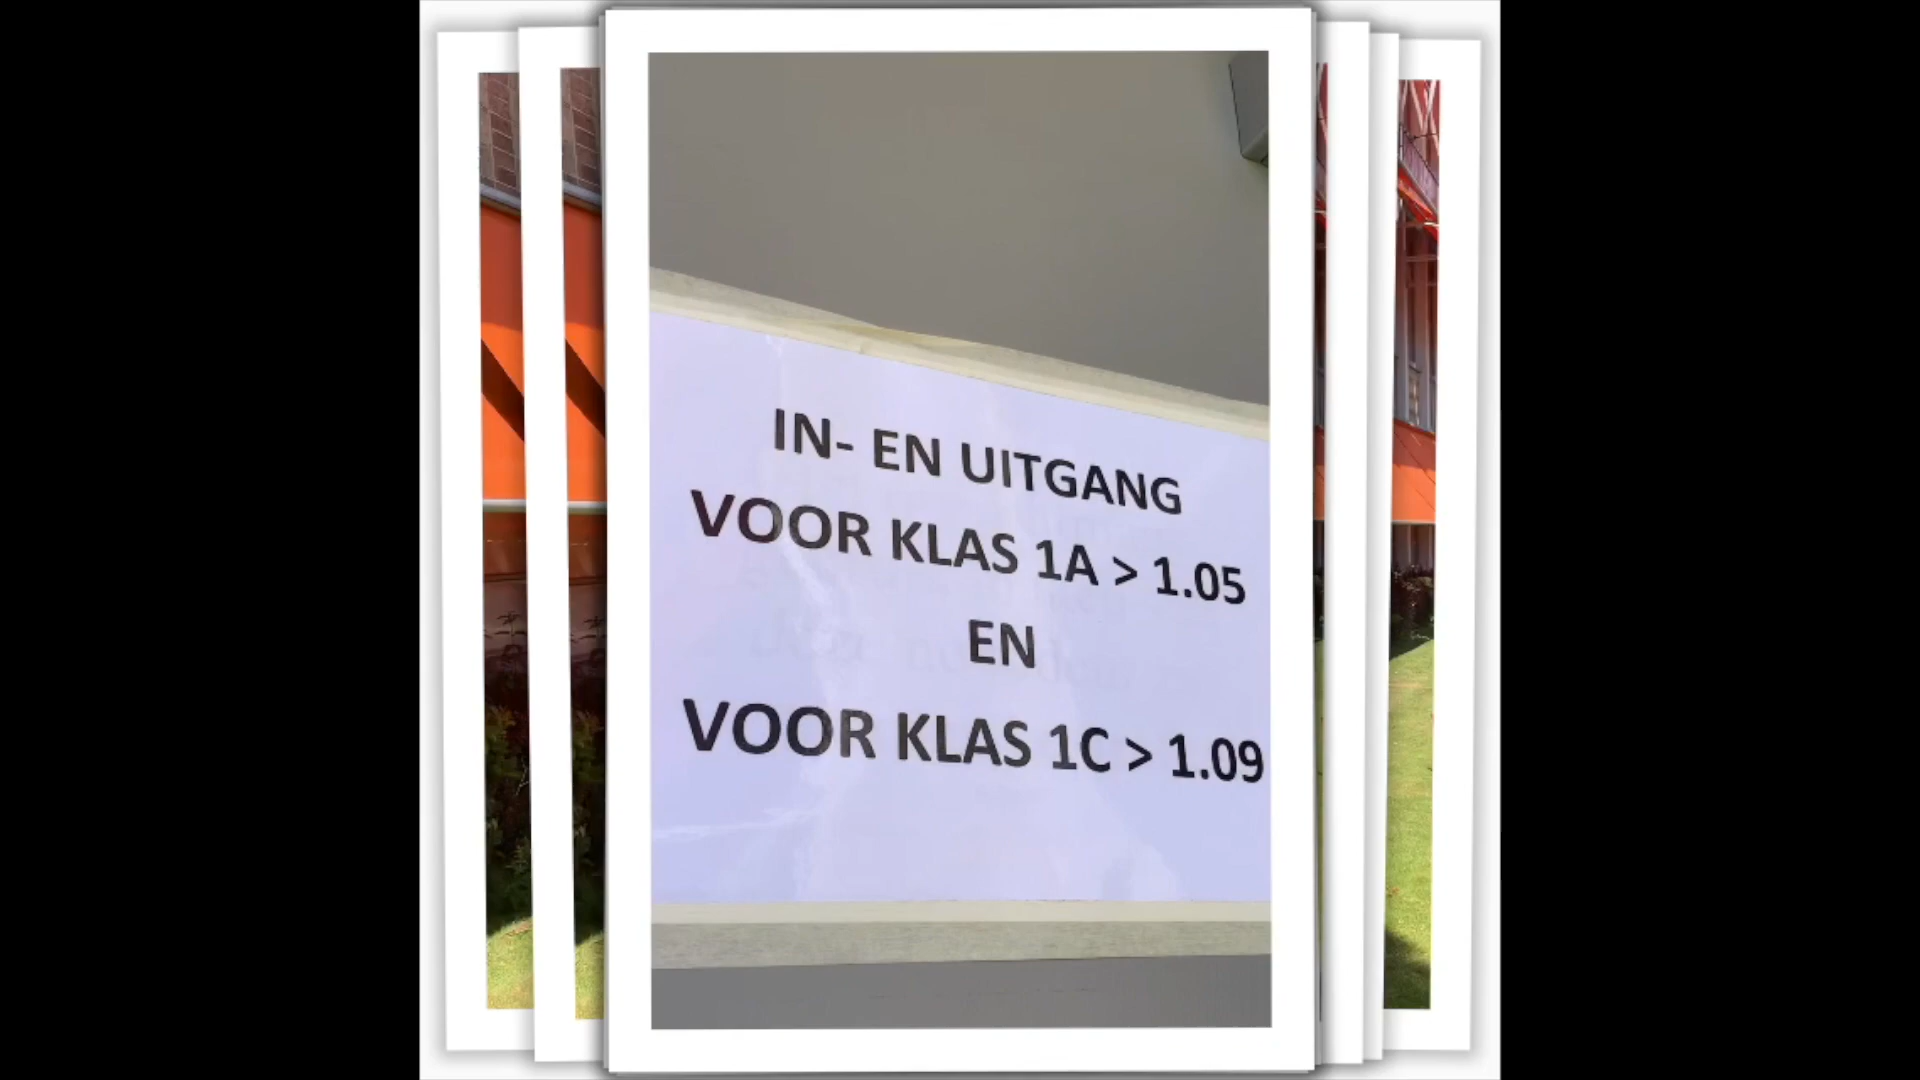 IN- EN UITGANG
VOOR KLAS 1A > 1.05
EN
VOOR KLAS 1C > 1.09